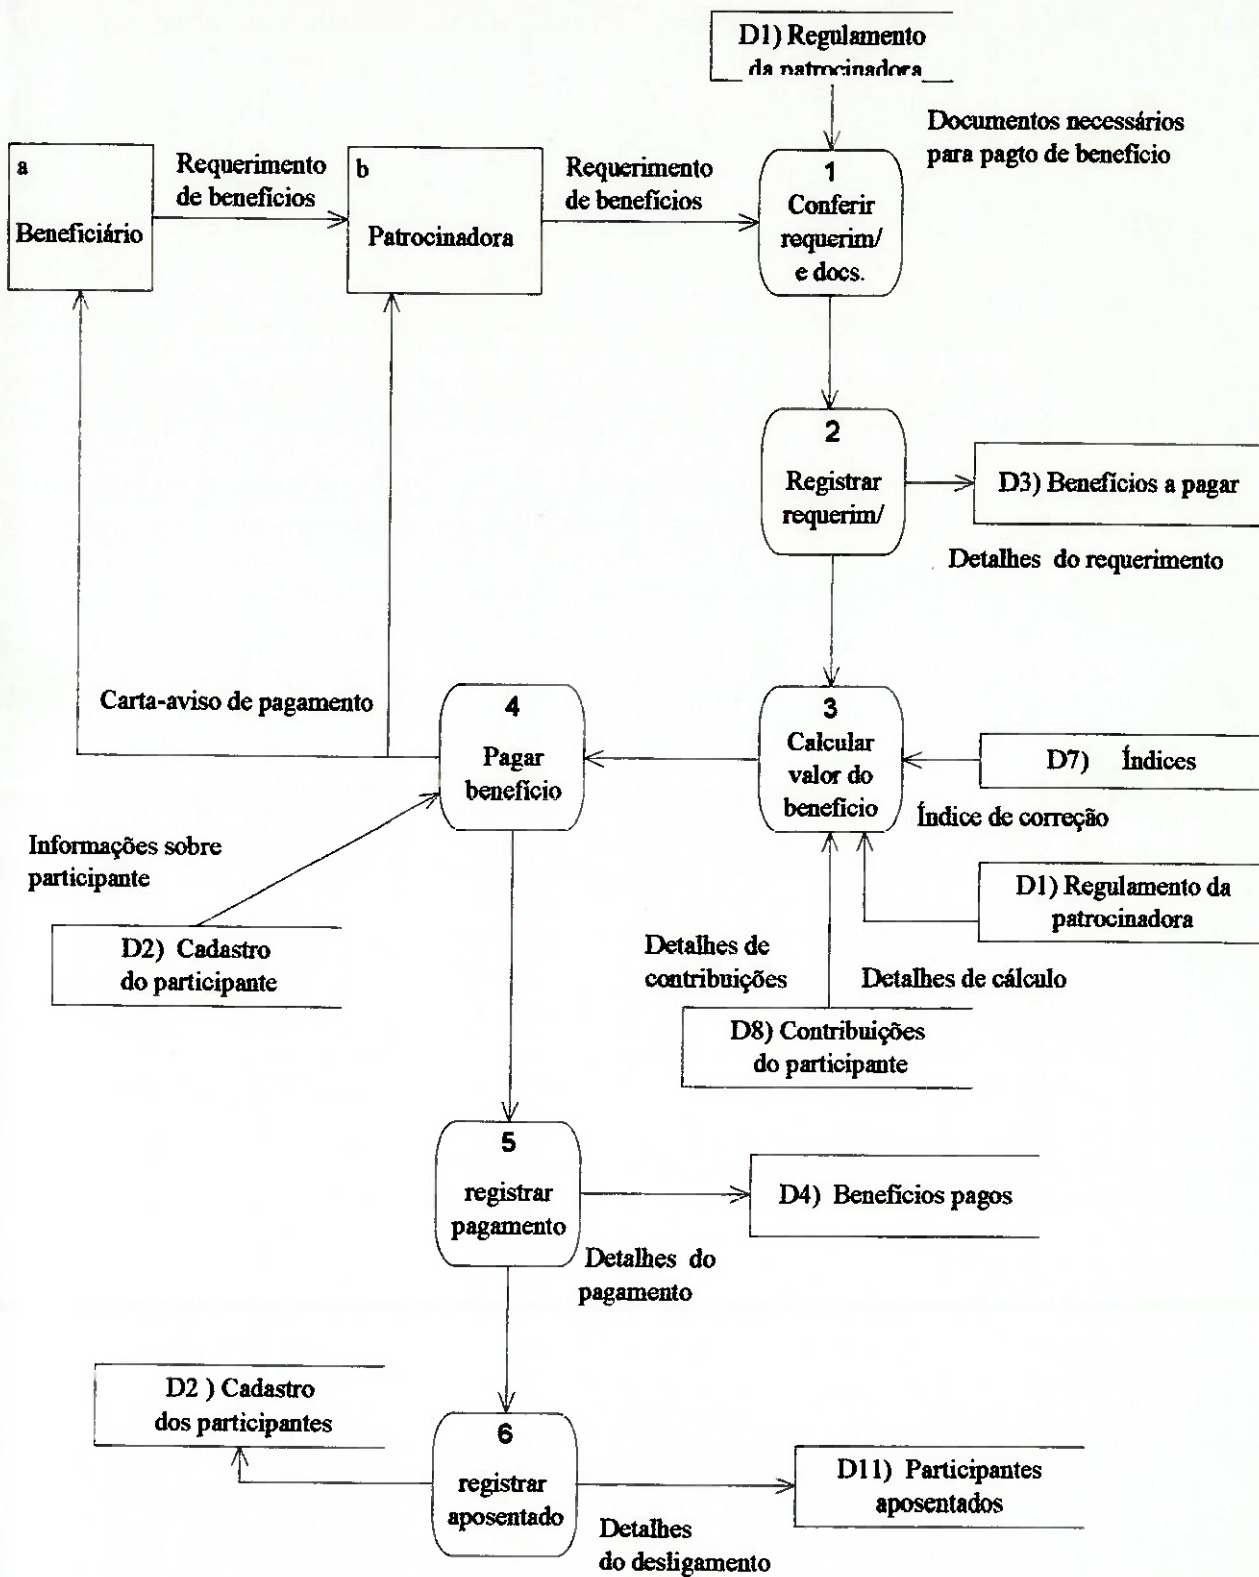 D1) Regulamento
da patrocinadora
Documentos necessários
para pagto de benefício
a
Beneficiário
Requerimento
de benefícios
b
Patrocinadora
Requerimento
de benefícios
1
Conferir
requerim/
e docs.
2
Registrar
requerim/
D3) Benefícios a pagar
Detalhes do requerimento
Carta-aviso de pagamento
4
Pagar
benefício
3
Calcular
valor do
benefício
D7) Índices
Índice de correção
Informações sobre
participante
D1) Regulamento da
patrocinadora
D2) Cadastro
do participante
Detalhes de
contribuições
Detalhes de cálculo
D8) Contribuições
do participante
5
registrar
pagamento
D4) Benefícios pagos
Detalhes do
pagamento
D2 ) Cadastro
dos participantes
6
registrar
aposentado
D11) Participantes
aposentados
Detalhes
do desligamento